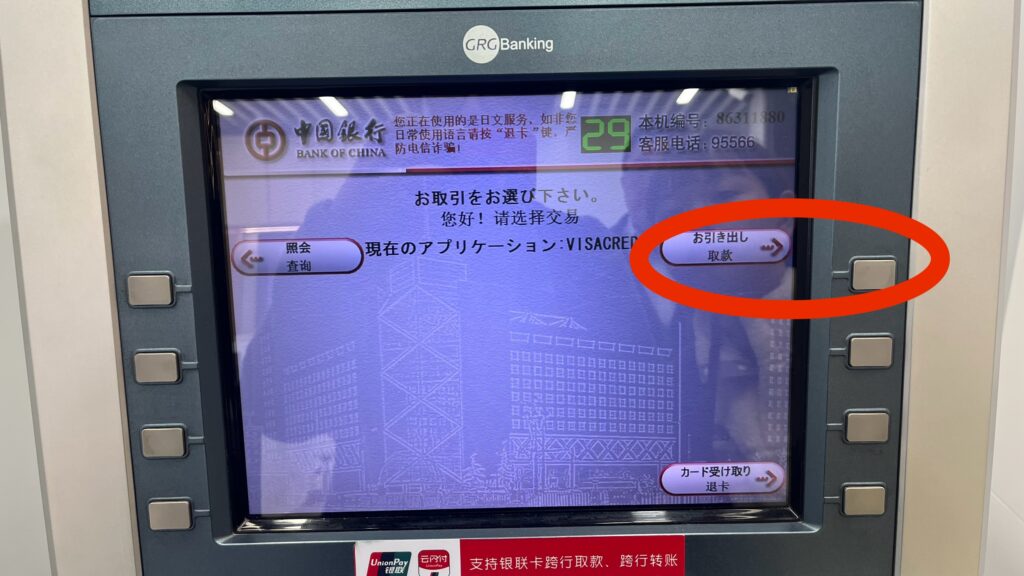 GRG Banking
中国银行
BANK OF CHINA
您正在使用的是日文服务，如非您
日常使用语言请按“退卡”键，严
防电信诈骗！
29
本机编号：86311880
客服电话：95566
お取引をお選び下さい。
您好！请选择交易
照会
查询
現在のアプリケーション:VISACRED
お引き出し
取款
カード受け取り
退卡
UnionPay
银联
云闪付
UnionPay
支持银联卡跨行取款、跨行转账